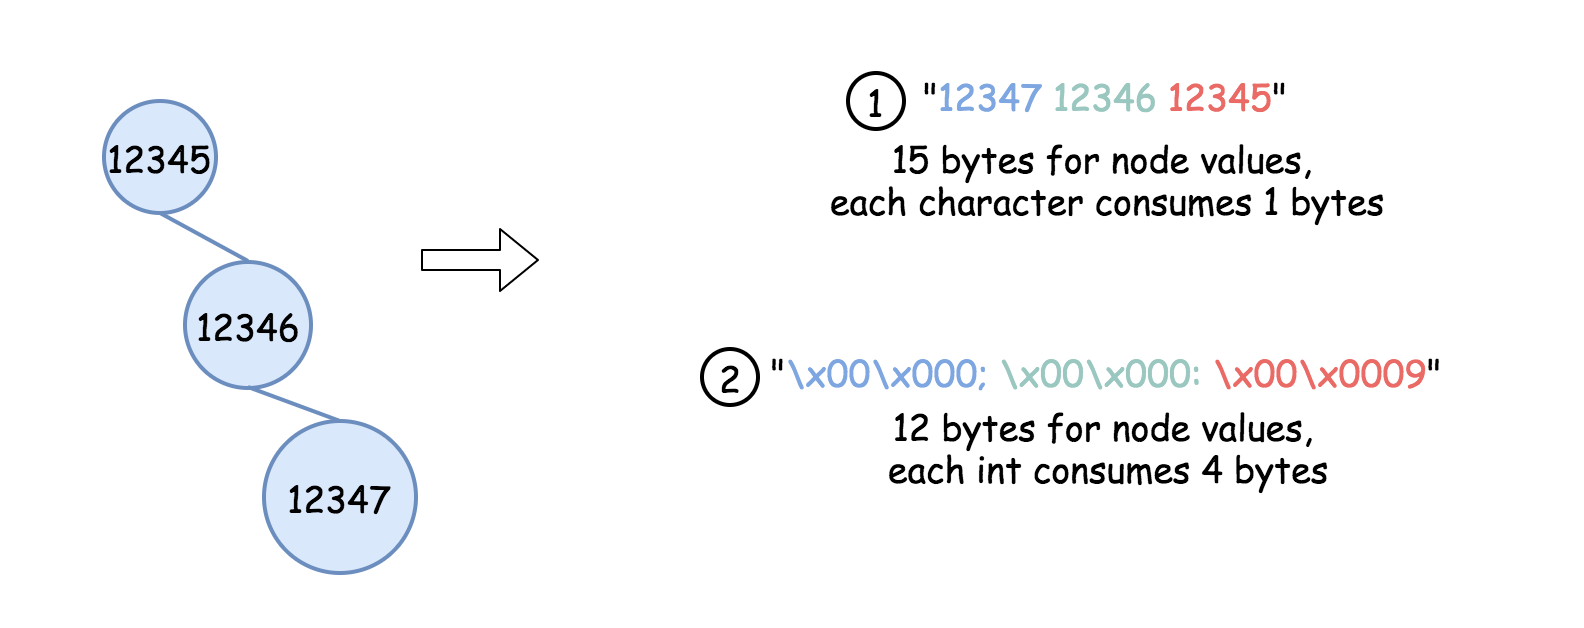 12345
12346
12347
1 "12347 12346 12345"
15 bytes for node values,
each character consumes 1 bytes
2 "\x00\x000; \x00\x000: \x00\x0009"
12 bytes for node values,
each int consumes 4 bytes